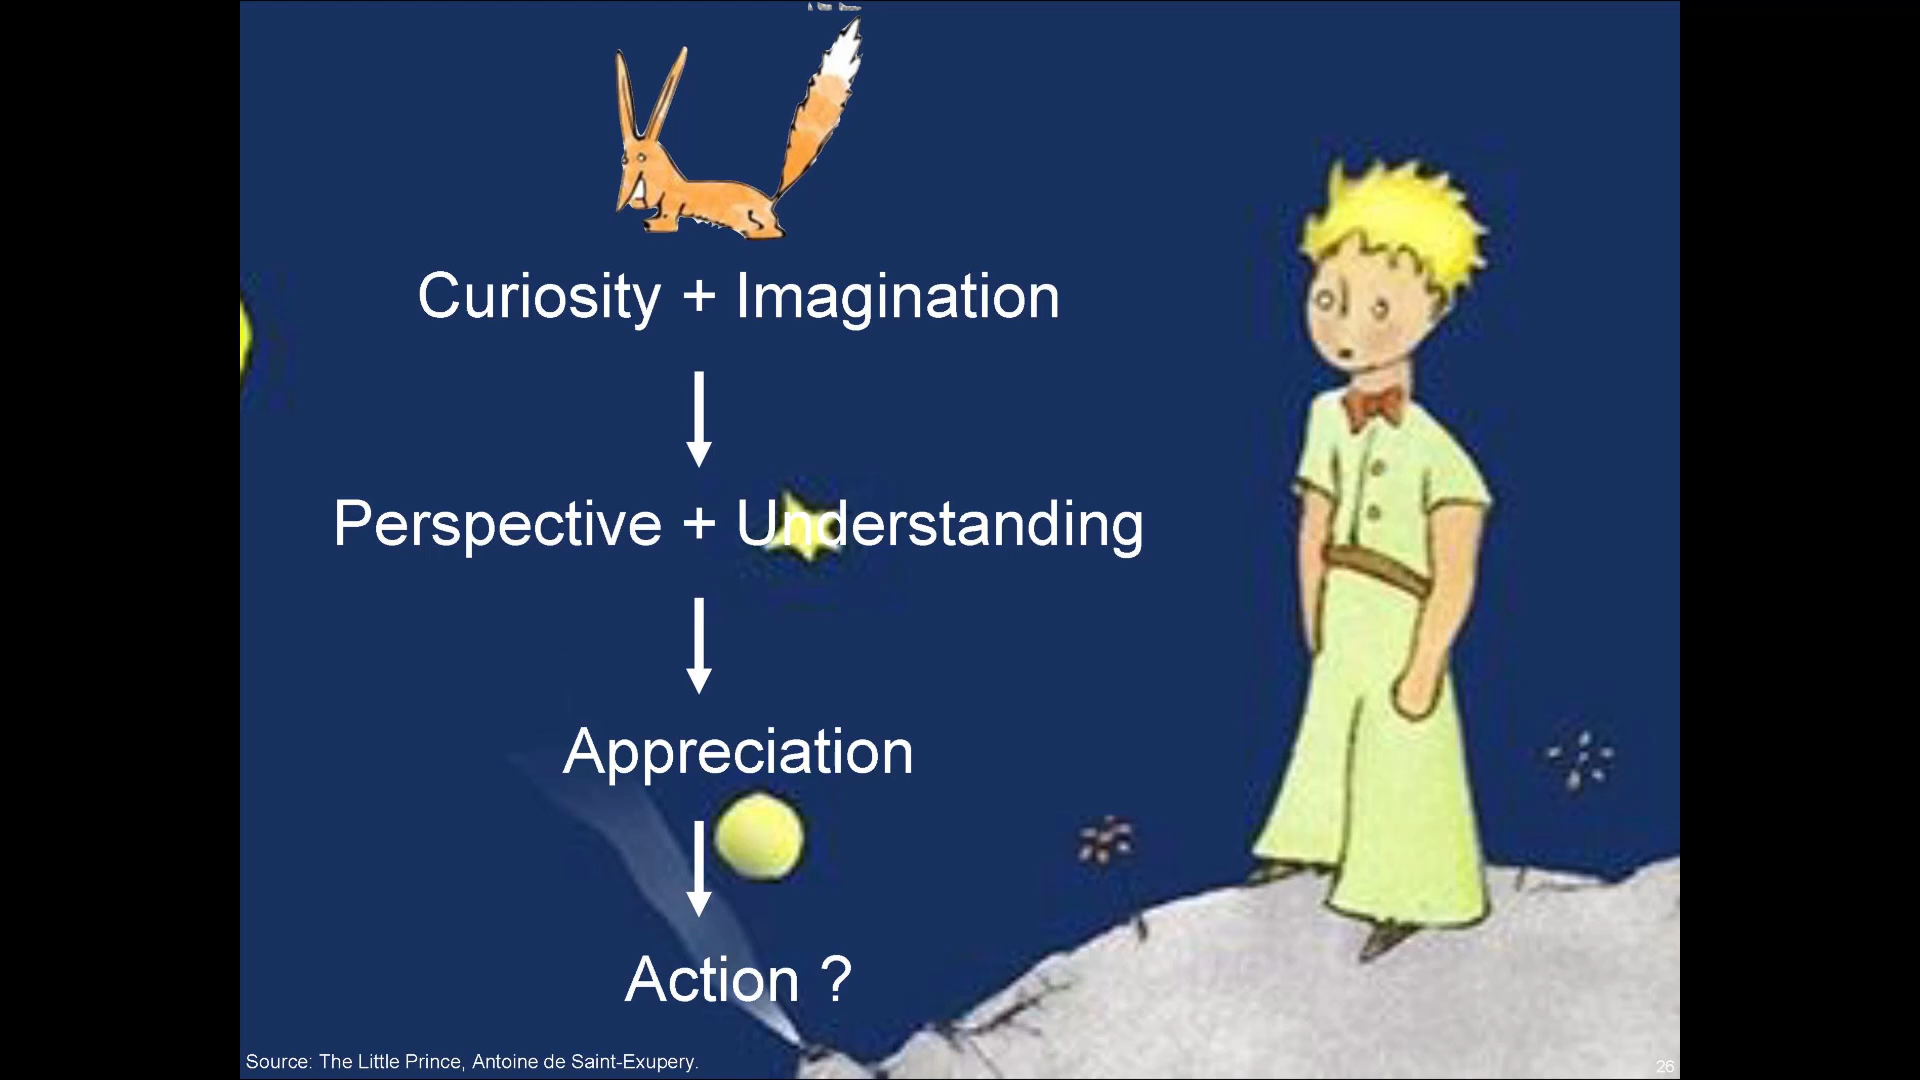 Curiosity + Imagination
Perspective + Understanding
Appreciation
Action ?
Source: The Little Prince, Antoine de Saint-Exupery.
26